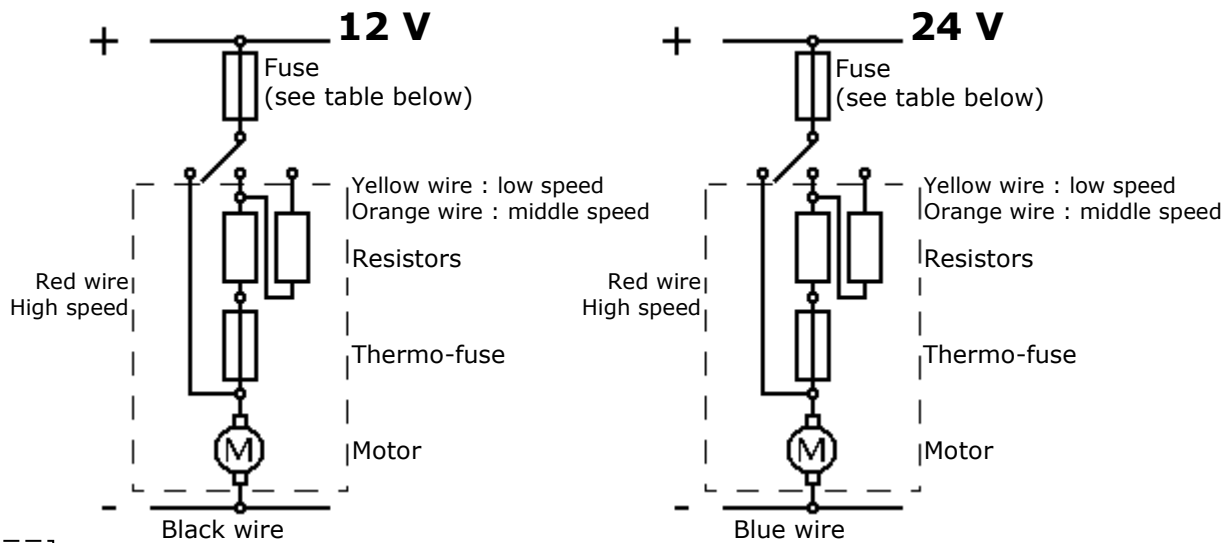 + 12 V
Fuse
(see table below)
Yellow wire : low speed
Orange wire : middle speed
Resistors
Red wire
High speed
Thermo-fuse
M
Motor
-
Black wire
+ 24 V
Fuse
(see table below)
Yellow wire : low speed
Orange wire : middle speed
Resistors
Red wire
High speed
Thermo-fuse
M
Motor
-
Blue wire